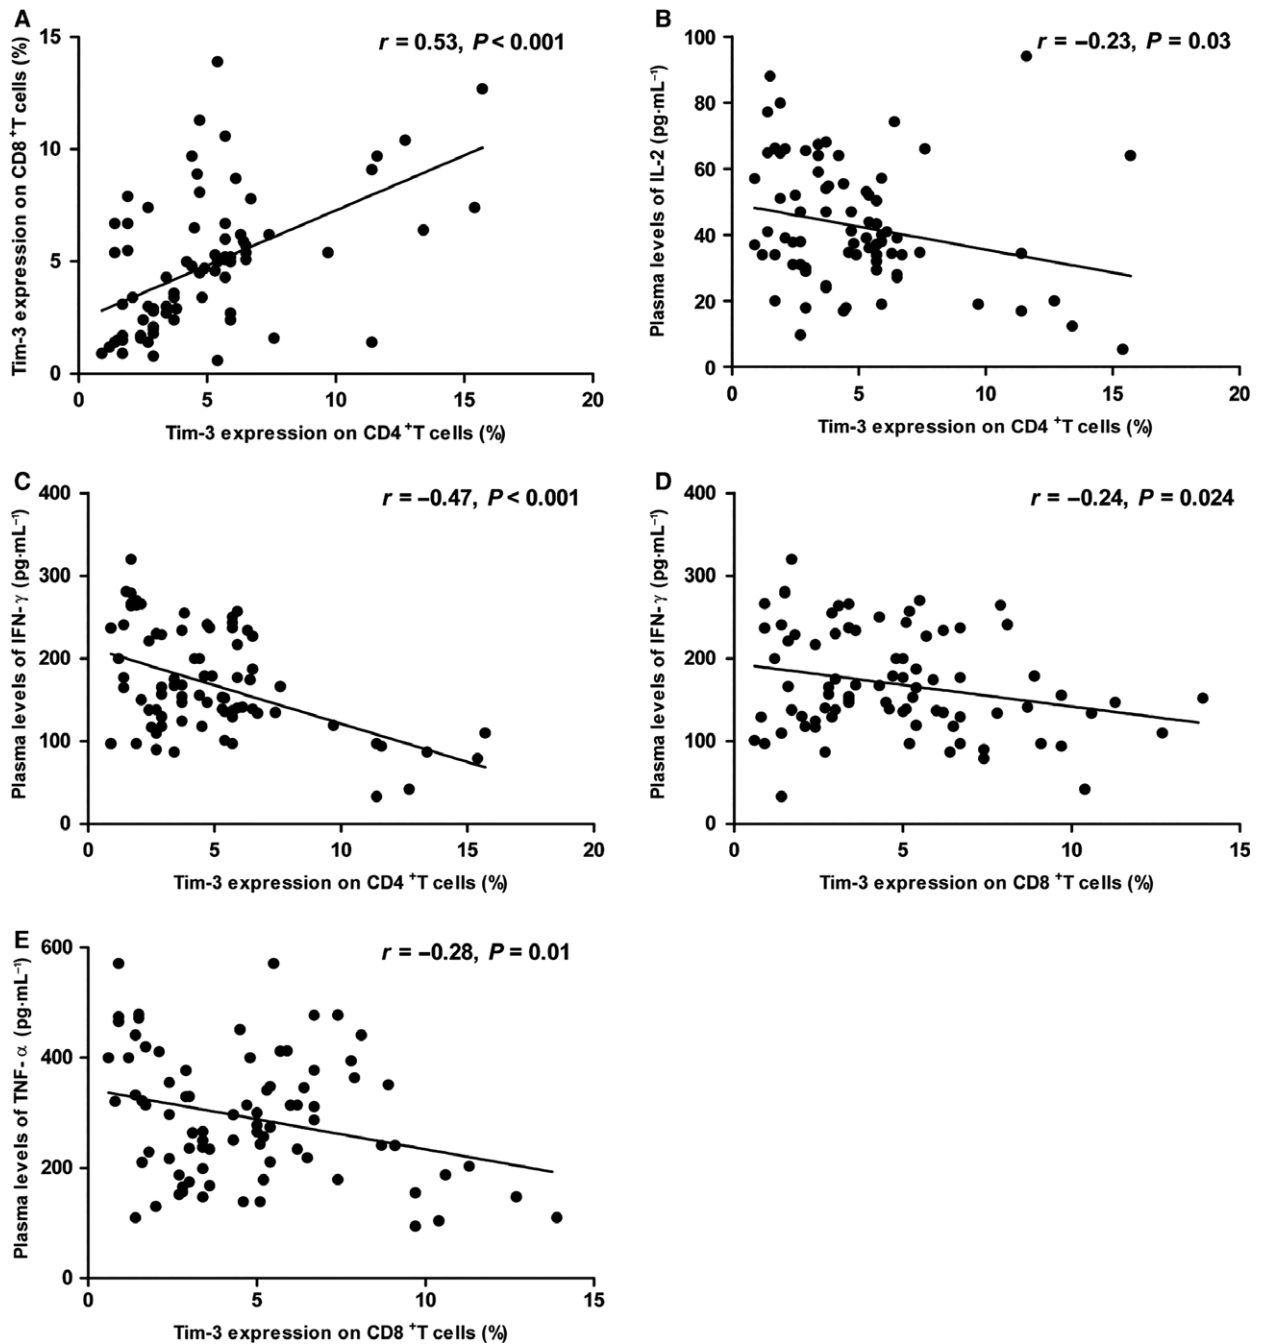 A
r = 0.53, P < 0.001
Tim-3 expression on CD8⁺T cells (%)
15
10
5
0
0 5 10 15 20
Tim-3 expression on CD4⁺T cells (%)
B
r = –0.23, P = 0.03
Plasma levels of IL-2 (pg·mL⁻¹)
100
80
60
40
20
0
0 5 10 15 20
Tim-3 expression on CD4⁺T cells (%)
C
r = –0.47, P < 0.001
Plasma levels of IFN-γ (pg·mL⁻¹)
400
300
200
100
0
0 5 10 15 20
Tim-3 expression on CD4⁺T cells (%)
D
r = –0.24, P = 0.024
Plasma levels of IFN-γ (pg·mL⁻¹)
400
300
200
100
0
0 5 10 15
Tim-3 expression on CD8⁺T cells (%)
E
r = –0.28, P = 0.01
Plasma levels of TNF-α (pg·mL⁻¹)
600
400
200
0
0 5 10 15
Tim-3 expression on CD8⁺T cells (%)